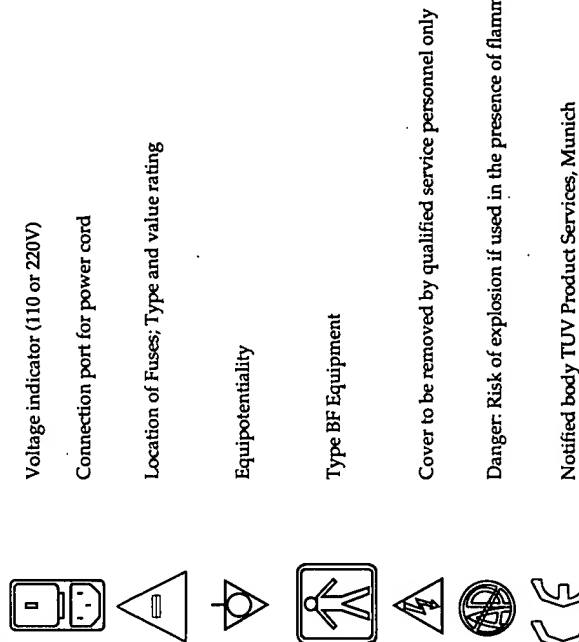 Voltage indicator (110 or 220V)
Connection port for power cord
Location of Fuses; Type and value rating
Equipotentiality
Type BF Equipment
Cover to be removed by qualified service personnel only
Danger: Risk of explosion if used in the presence of
Notified body TUV Product Services, Munich
CE